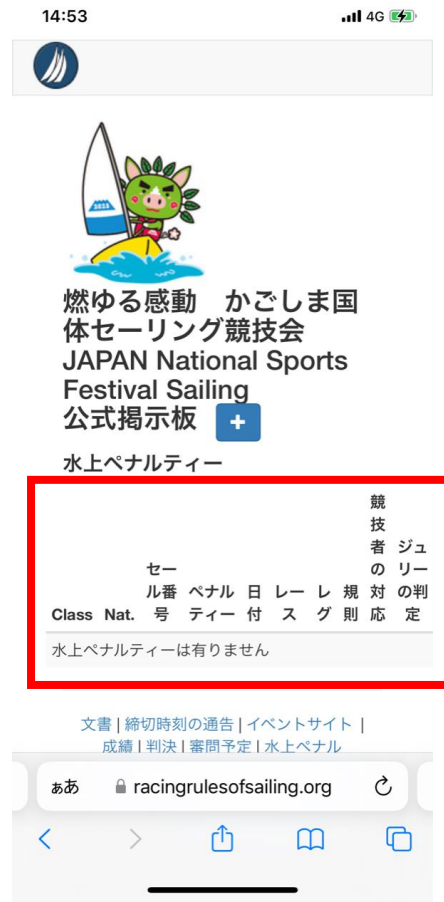 14:53
4G
2023
燃ゆる感動 かごしま国
体セーリング競技会
JAPAN National Sports
Festival Sailing
公式掲示板 +
水上ペナルティー
Class Nat. セール番号 ペナルティー 日付 レース レグ 規則 競技者の対応 ジュリーの判定
水上ペナルティーは有りません
文書 | 締切時刻の通告 | イベントサイト |
成績 | 判決 | 審問予定 | 水上ペナル
ぁあ racingrulesofsailing.org